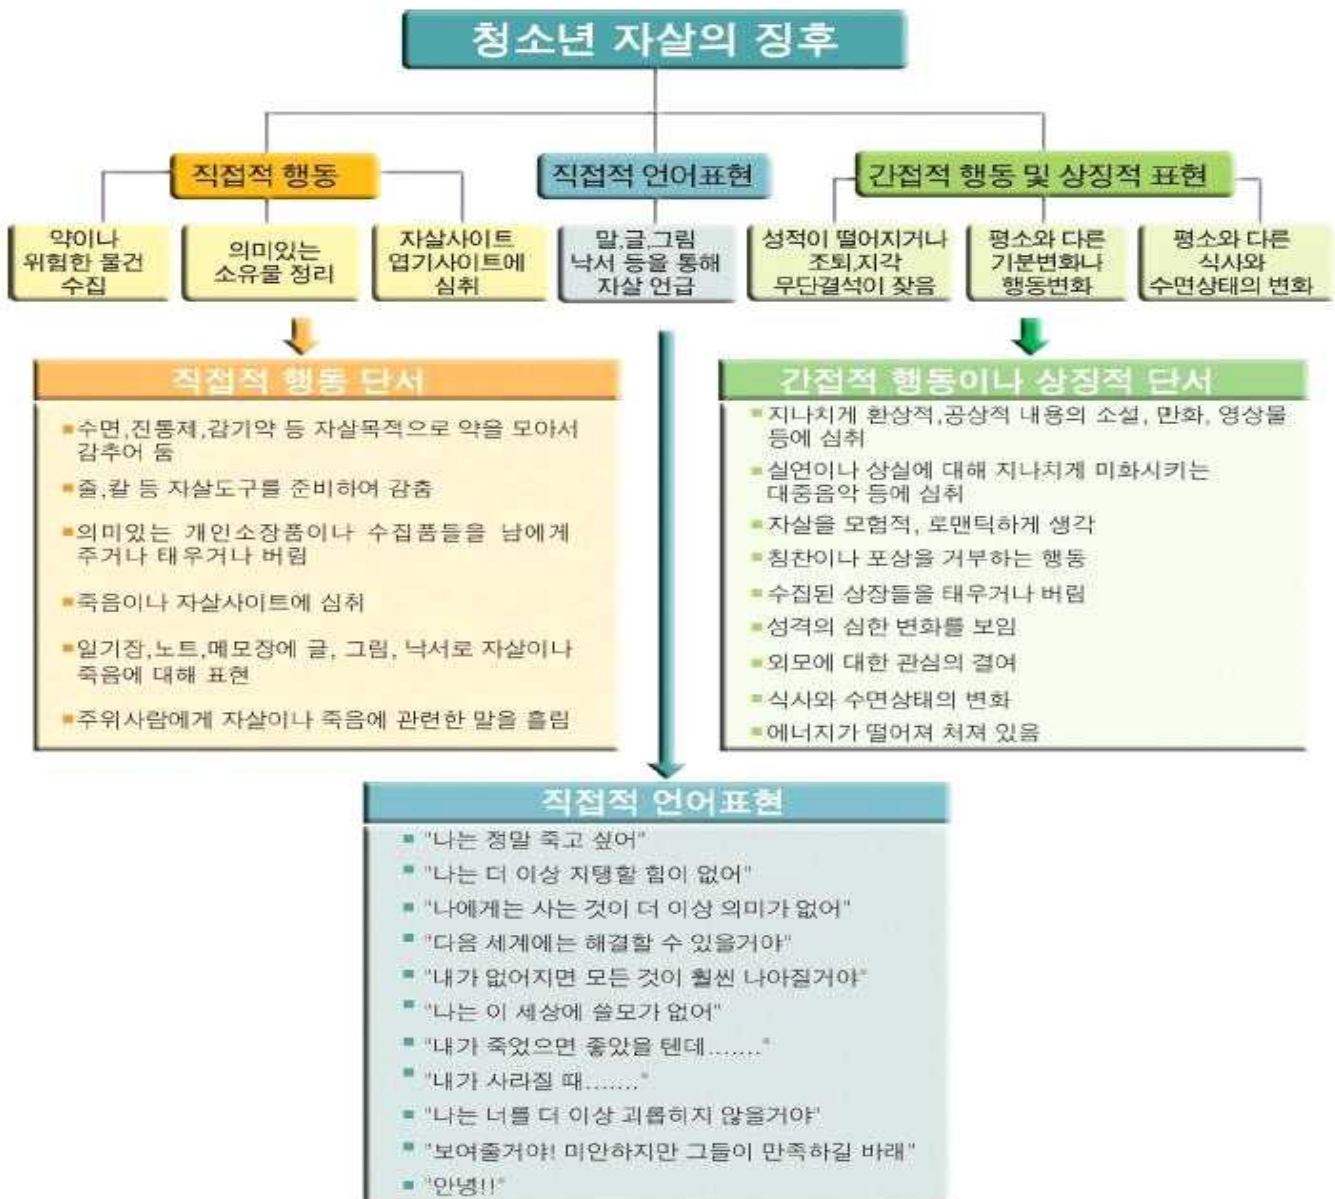 청소년 자살의 징후
직접적 행동
직접적 언어표현
간접적 행동 및 상징적 표현
약이나
위험한 물건
수집
의미있는
소유물 정리
자살사이트
엽기사이트에
심취
말,글,그림
낙서 등을 통해
자살 언급
성적이 떨어지거나
조퇴,지각
무단결석이 잦음
평소와 다른
기분변화나
행동변화
평소와 다른
식사와
수면상태의 변화
직접적 행동 단서
수면,진통제,감기약 등 자살목적으로 약을 모아서
감추어 둠
줄,칼 등 자살도구를 준비하여 감춤
의미있는 개인소장품이나 수집품들을 남에게
주거나 태우거나 버림
죽음이나 자살사이트에 심취
일기장,노트,메모장에 글, 그림, 낙서로 자살이나
죽음에 대해 표현
주위사람에게 자살이나 죽음에 관련한 말을 흘림
간접적 행동이나 상징적 단서
지나치게 환상적,공상적 내용의 소설, 만화, 영상물
등에 심취
실연이나 상실에 대해 지나치게 미화시키는
대중음악 등에 심취
자살을 모험적, 로맨틱하게 생각
칭찬이나 포상을 거부하는 행동
수집된 상장들을 태우거나 버림
성격의 심한 변화를 보임
외모에 대한 관심의 결여
식사와 수면상태의 변화
에너지가 떨어져 처져 있음
직접적 언어표현
"나는 정말 죽고 싶어"
"나는 더 이상 지탱할 힘이 없어"
"나에게는 사는 것이 더 이상 의미가 없어"
"다음 세계에는 해결할 수 있을거야"
"내가 없어지면 모든 것이 훨씬 나아질거야"
"나는 이 세상에 쓸모가 없어"
"내가 죽었으면 좋았을 텐데......."
"내가 사라질 때......."
"나는 너를 더 이상 괴롭히지 않을거야"
"보여줄거야! 미안하지만 그들이 만족하길 바래"
"안녕!!"